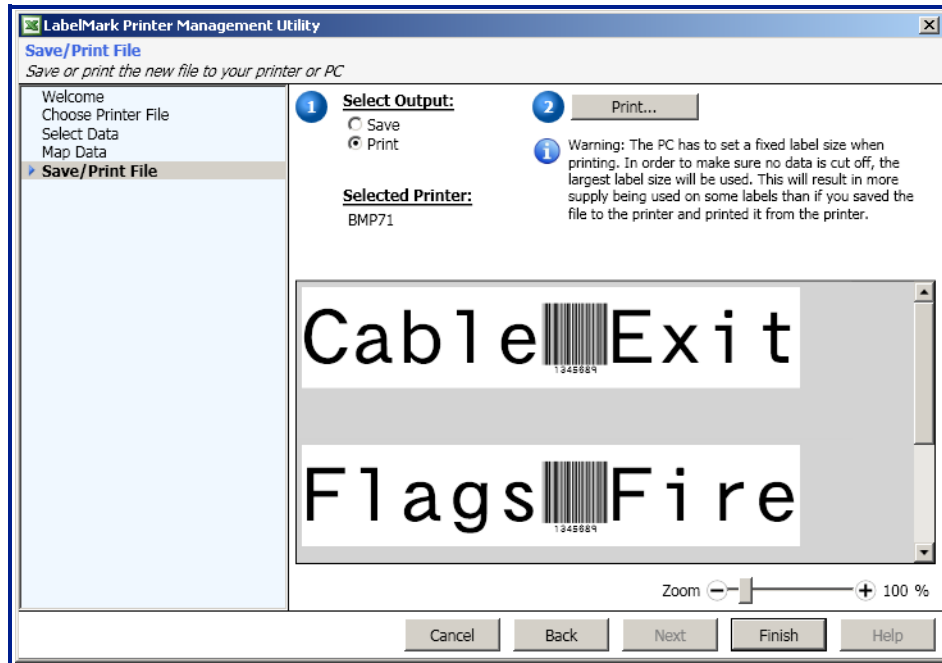 LabelMark Printer Management Utility
Save/Print File
Save or print the new file to your printer or PC
Welcome
Choose Printer File
Select Data
Map Data
Save/Print File
1
Select Output:
Save
Print
Selected Printer:
BMP71
2
Print...
Warning: The PC has to set a fixed label size when
printing. In order to make sure no data is cut off, the
largest label size will be used. This will result in more
supply being used on some labels than if you saved the
file to the printer and printed it from the printer.
Cable Exit
1345689
Flags Fire
1345689
Zoom 100 %
Cancel Back Next Finish Help